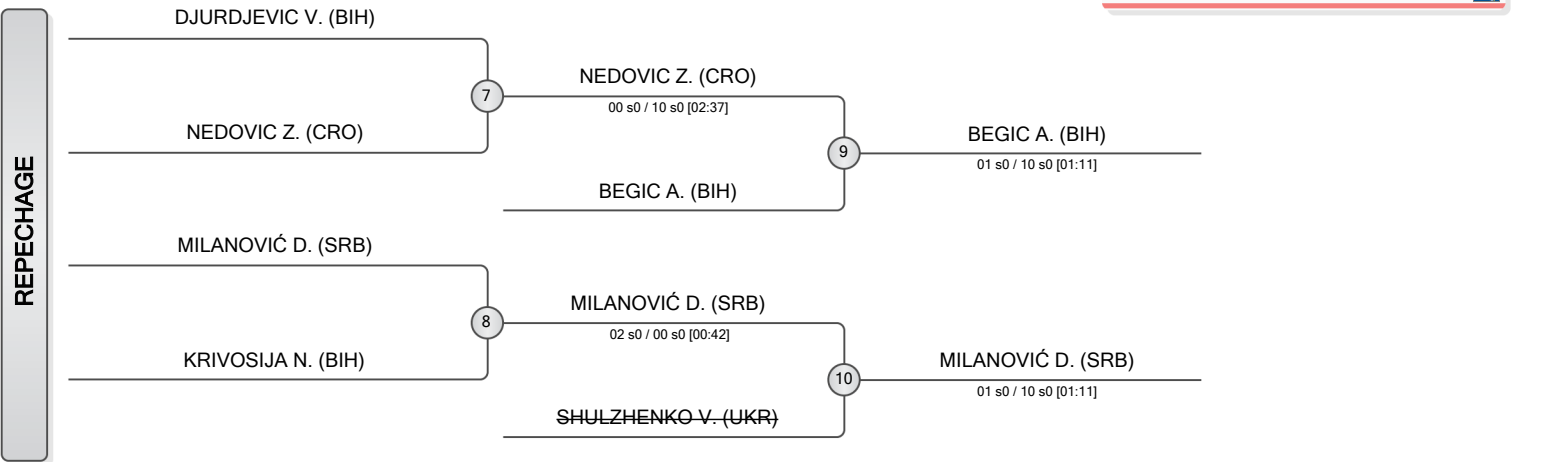 REPECHAGE
DJURDJEVIC V. (BIH)
NEDOVIC Z. (CRO)
7
NEDOVIC Z. (CRO)
00 s0 / 10 s0 [02:37]
BEGIC A. (BIH)
9
BEGIC A. (BIH)
01 s0 / 10 s0 [01:11]
MILANOVIĆ D. (SRB)
KRIVOSIJA N. (BIH)
8
MILANOVIĆ D. (SRB)
02 s0 / 00 s0 [00:42]
SHULZHENKO V. (UKR)
10
MILANOVIĆ D. (SRB)
01 s0 / 10 s0 [01:11]